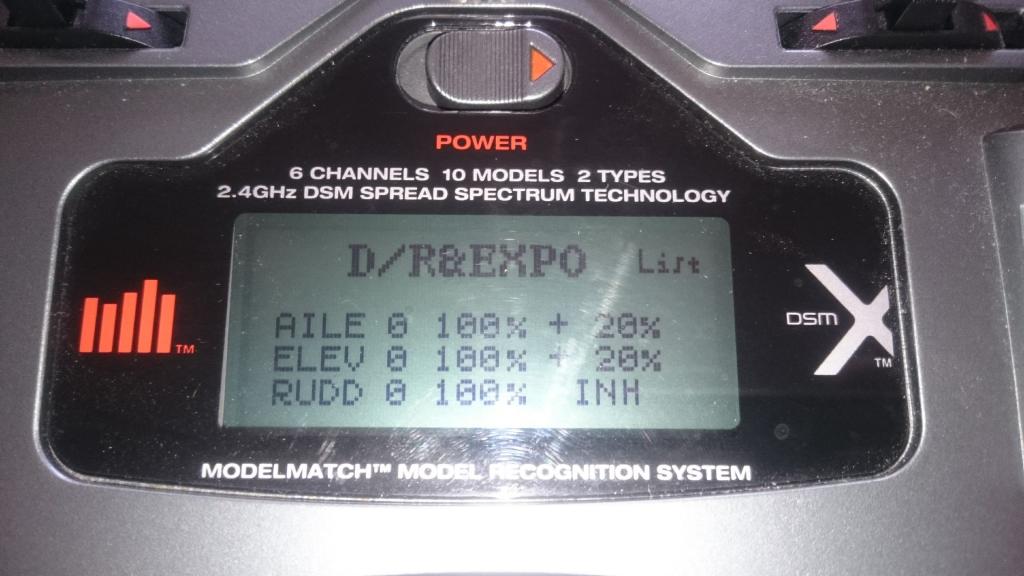 POWER
6 CHANNELS 10 MODELS 2 TYPES
2.4GHz DSM SPREAD SPECTRUM TECHNOLOGY
D/R&EXPO List
AILE 0 100% + 20%
ELEV 0 100% + 20%
RUDD 0 100% INH
TM
DSM X TM
MODELMATCH™ MODEL RECOGNITION SYSTEM